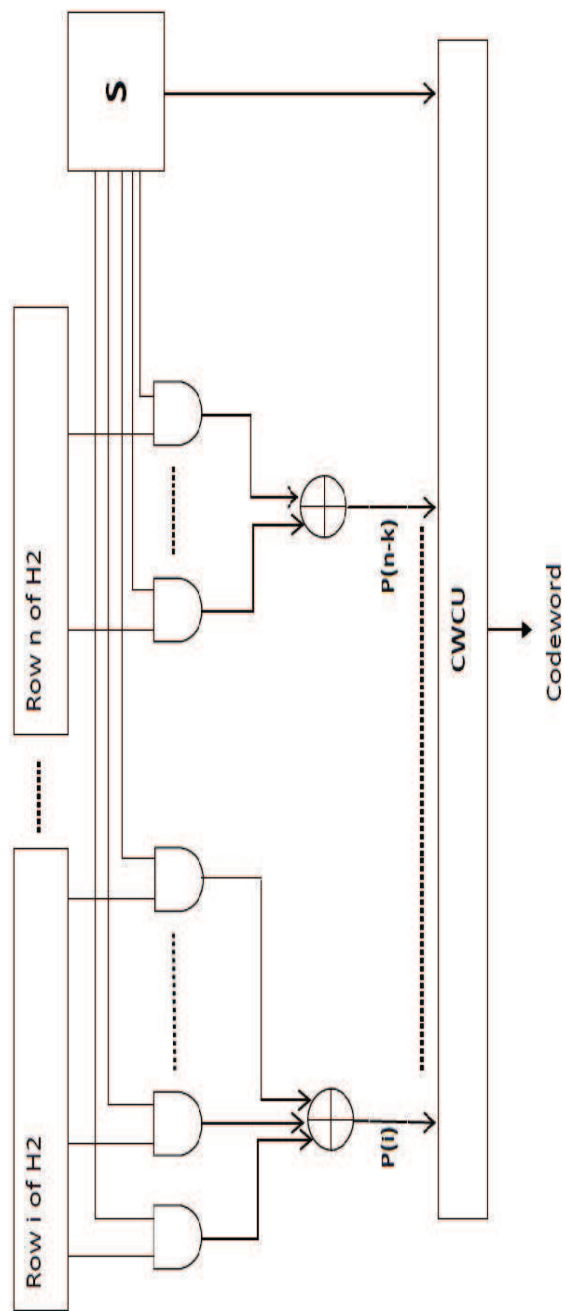 S
Row n of H2
Row i of H2
P(n-k)
P(i)
CWCU
Codeword